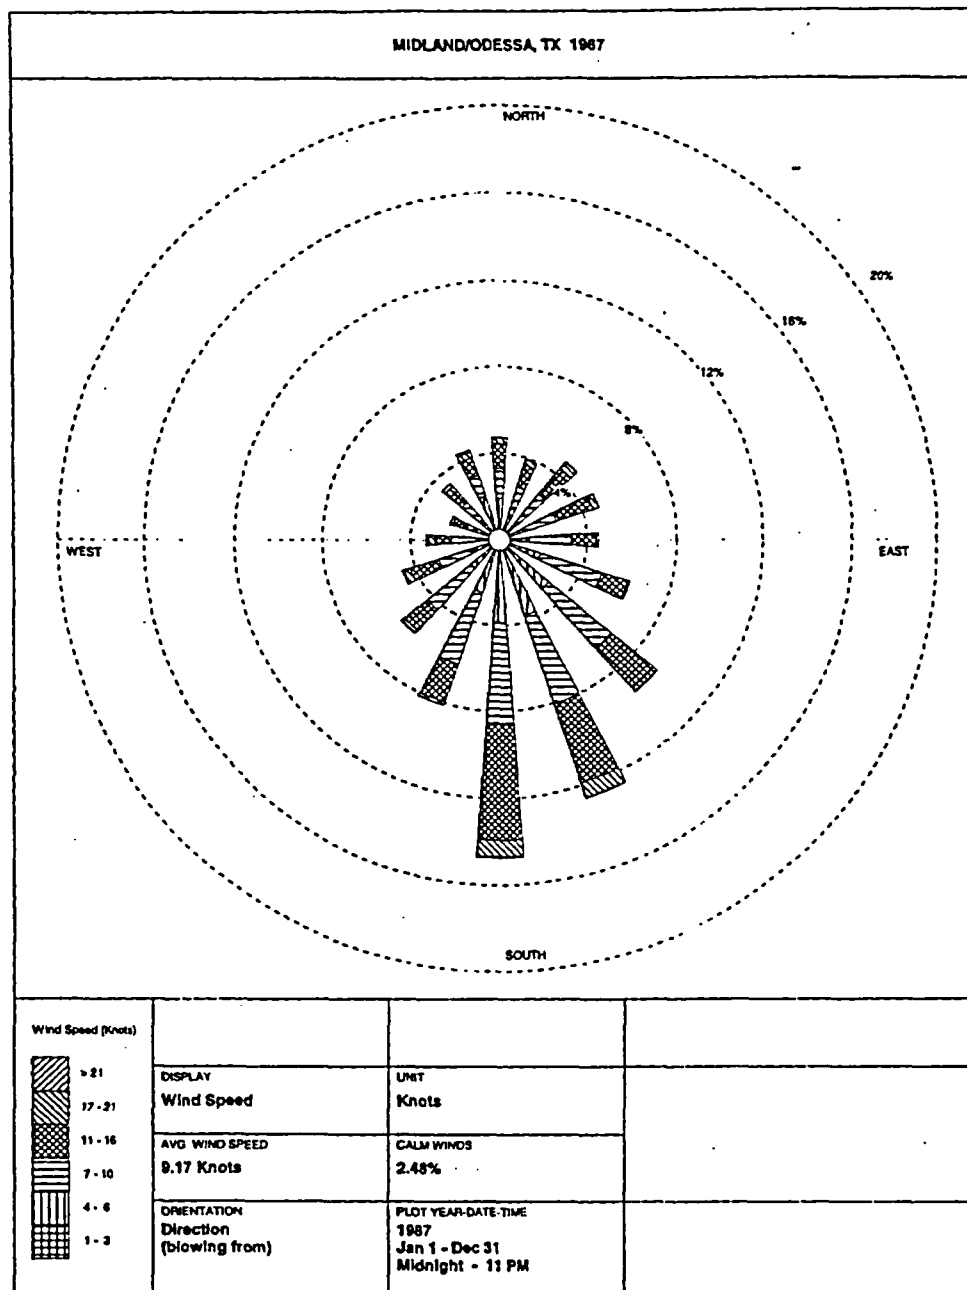 MIDLAND/ODESSA, TX 1987
NORTH
20%
16%
12%
8%
4%
WEST
EAST
SOUTH
Wind Speed (Knots)
> 21
17 - 21
11 - 16
7 - 10
4 - 6
1 - 3
DISPLAY
Wind Speed
UNIT
Knots
AVG. WIND SPEED
9.17 Knots
CALM WINDS
2.48%
ORIENTATION
Direction
(blowing from)
PLOT YEAR-DATE-TIME
1987
Jan 1 - Dec 31
Midnight - 11 PM